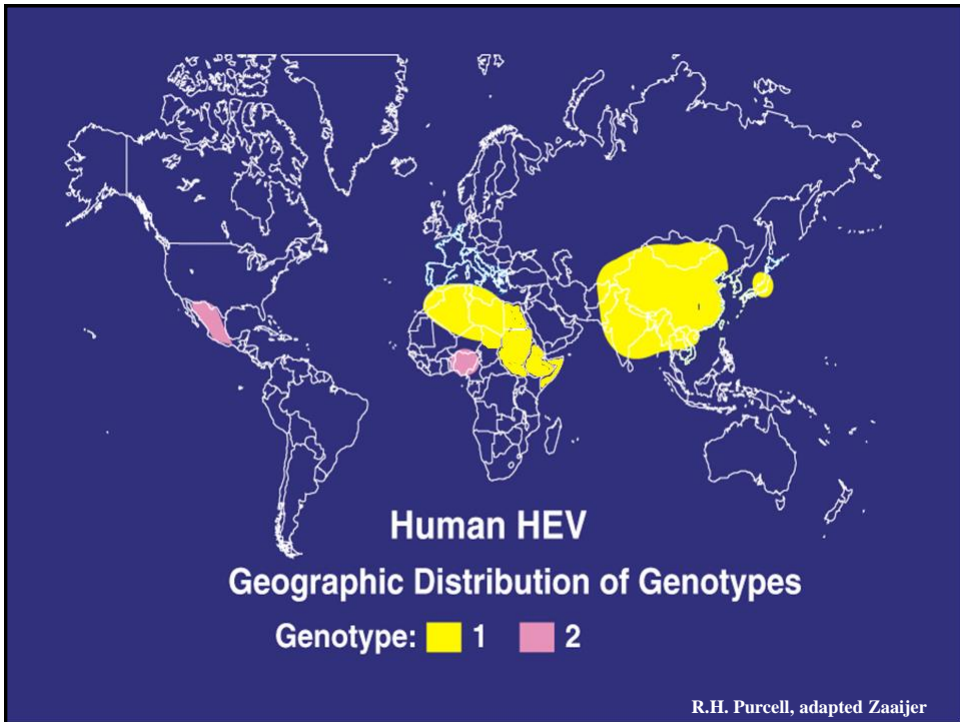 Human HEV
Geographic Distribution of Genotypes
Genotype: 1 2
R.H. Purcell, adapted Zaaijer